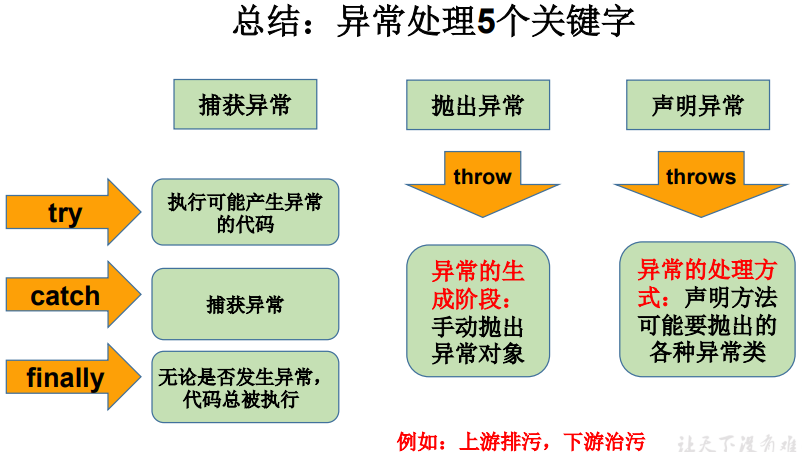 总结：异常处理5个关键字
捕获异常
抛出异常
声明异常
try
执行可能产生异常
的代码
catch
捕获异常
finally
无论是否发生异常，
代码总被执行
throw
异常的生
成阶段：
手动抛出
异常对象
throws
异常的处理方
式：声明方法
可能要抛出的
各种异常类
例如：上游排污，下游治污
让天下没有难